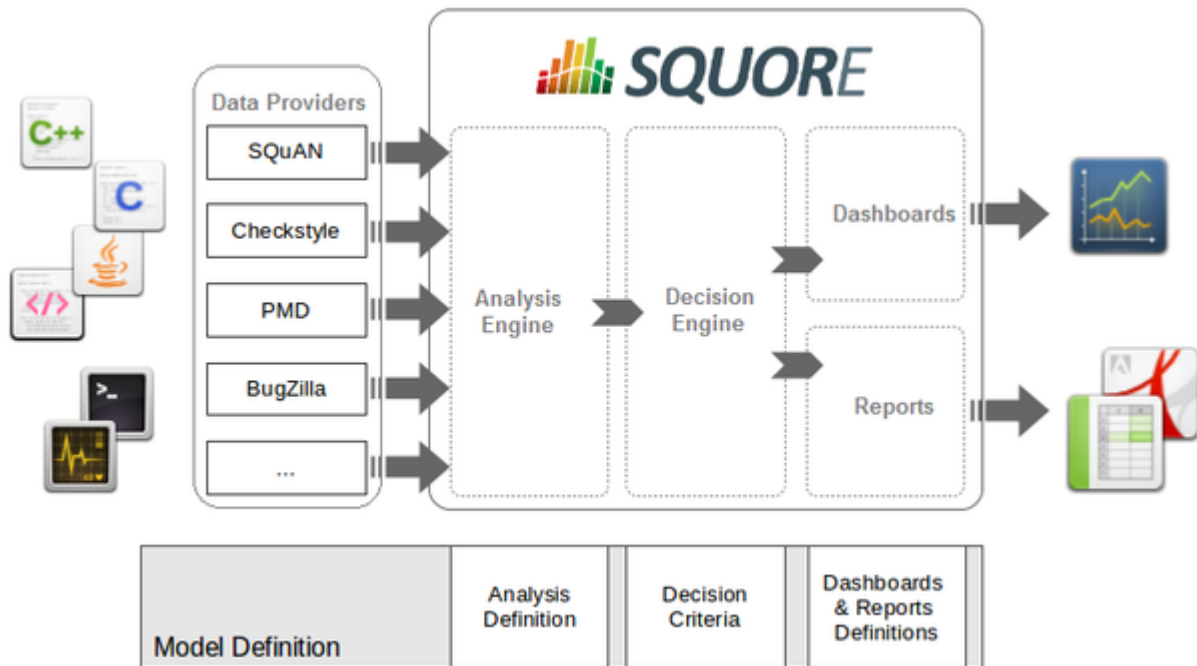 SQUORE
Data Providers
C++
C
</>
>_
SQuAN
Checkstyle
PMD
BugZilla
...
Analysis
Engine
Decision
Engine
Dashboards
Reports
Model Definition
Analysis
Definition
Decision
Criteria
Dashboards
& Reports
Definitions